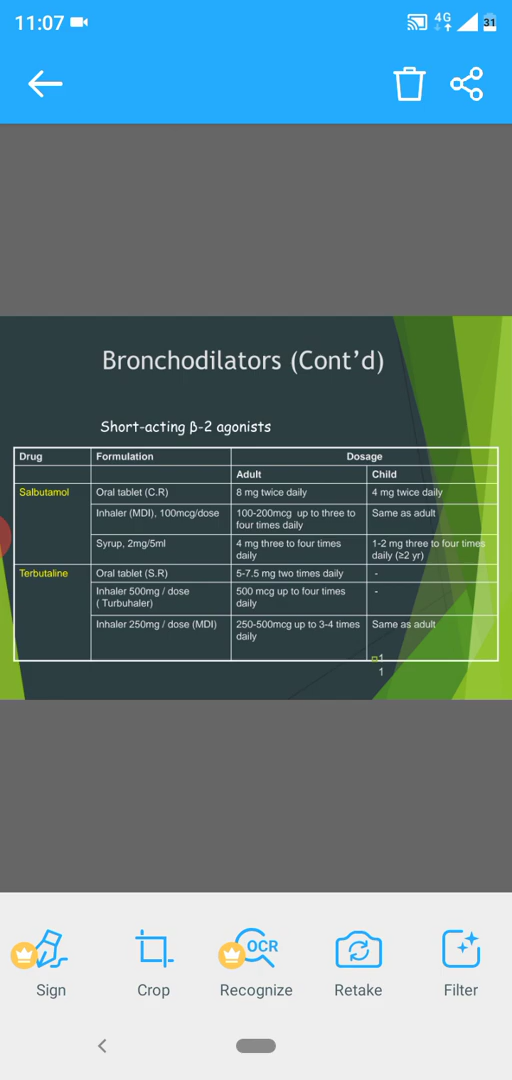 11:07
4G
31
Bronchodilators (Cont'd)
Short-acting β-2 agonists
Drug Formulation Dosage
Adult Child
Salbutamol Oral tablet (C.R) 8 mg twice daily 4 mg twice daily
Inhaler (MDI), 100mcg/dose 100-200mcg up to three to Same as adult
four times daily
Syrup, 2mg/5ml 4 mg three to four times 1-2 mg three to four times
daily daily (≥2 yr)
Terbutaline Oral tablet (S.R) 5-7.5 mg two times daily -
Inhaler 500mg / dose 500 mcg up to four times -
( Turbuhaler) daily
Inhaler 250mg / dose (MDI) 250-500mcg up to 3-4 times Same as adult
daily
1
1
OCR
Sign Crop Recognize Retake Filter